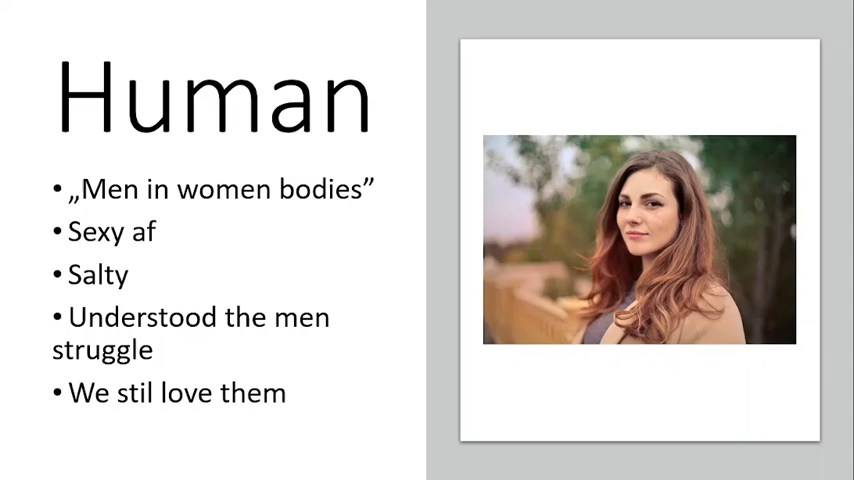 Human
• „Men in women bodies”
• Sexy af
• Salty
• Understood the men
struggle
• We stil love them